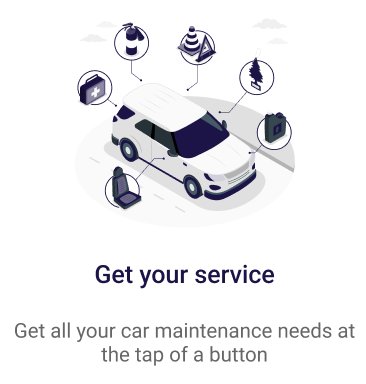 Get your service
Get all your car maintenance needs at
the tap of a button